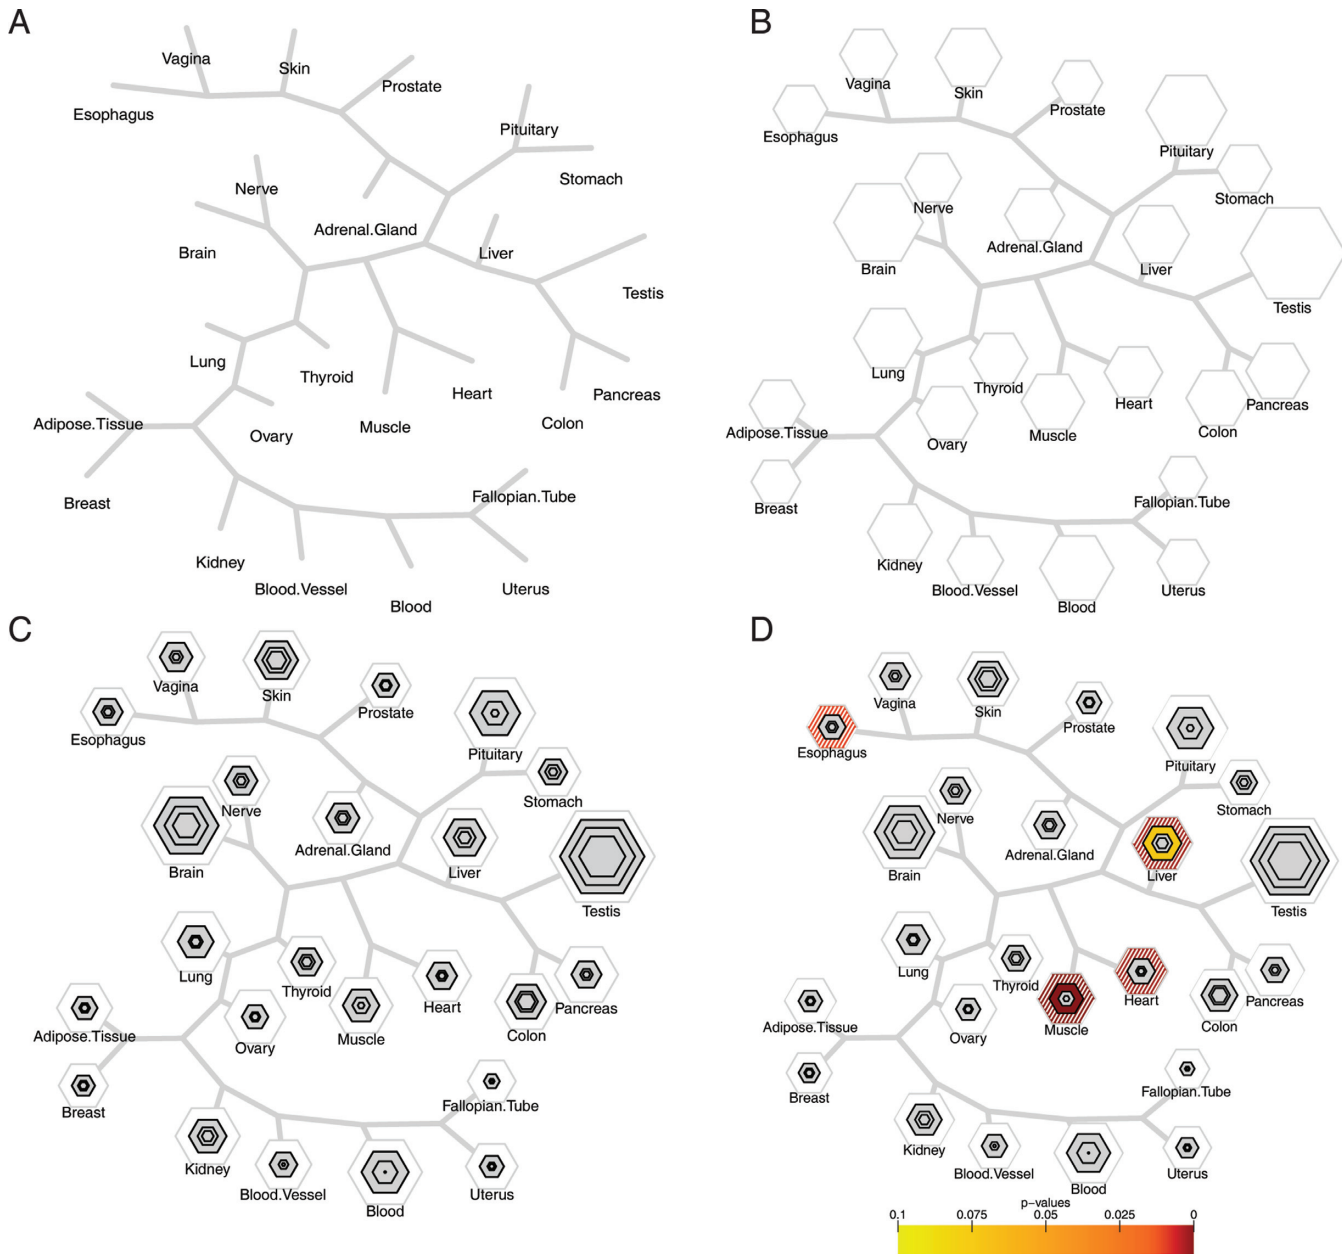 A
Vagina
Skin
Prostate
Esophagus
Pituitary
Stomach
Nerve
Adrenal.Gland
Brain
Liver
Testis
Lung
Thyroid
Heart
Pancreas
Adipose.Tissue
Ovary
Muscle
Colon
Breast
Fallopian.Tube
Kidney
Blood.Vessel
Uterus
Blood
B
Vagina
Skin
Prostate
Esophagus
Pituitary
Stomach
Nerve
Adrenal.Gland
Brain
Liver
Testis
Lung
Thyroid
Heart
Pancreas
Adipose.Tissue
Ovary
Muscle
Colon
Breast
Fallopian.Tube
Kidney
Blood.Vessel
Uterus
Blood
C
Vagina
Skin
Prostate
Esophagus
Pituitary
Stomach
Nerve
Adrenal.Gland
Brain
Liver
Testis
Lung
Thyroid
Heart
Pancreas
Adipose.Tissue
Ovary
Muscle
Colon
Breast
Fallopian.Tube
Kidney
Blood.Vessel
Uterus
Blood
D
Vagina
Skin
Prostate
Esophagus
Pituitary
Stomach
Nerve
Adrenal.Gland
Brain
Liver
Testis
Lung
Thyroid
Heart
Pancreas
Adipose.Tissue
Ovary
Muscle
Colon
Breast
Fallopian.Tube
Kidney
Blood.Vessel
Uterus
Blood
p-values
0.1 0.075 0.05 0.025 0